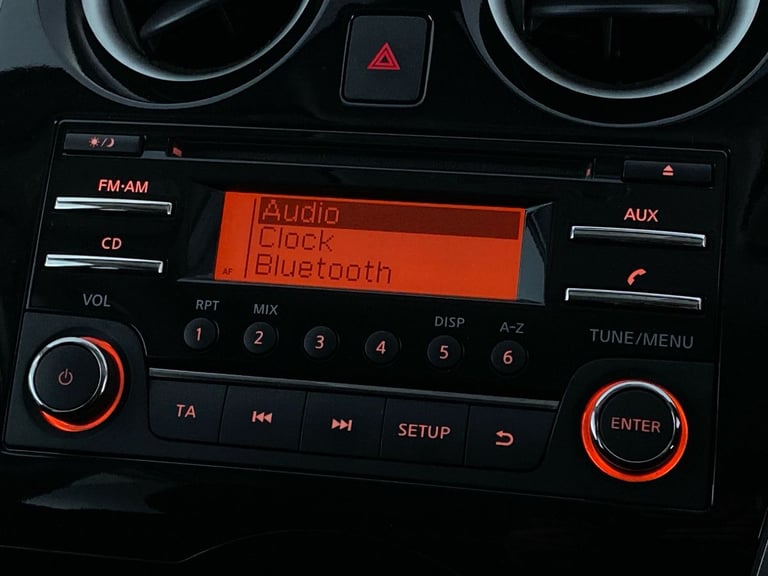 FM·AM
CD
VOL
Audio
Clock
Bluetooth
AF
AUX
RPT
MIX
DISP
A-Z
1
2
3
4
5
6
TUNE/MENU
TA
SETUP
ENTER